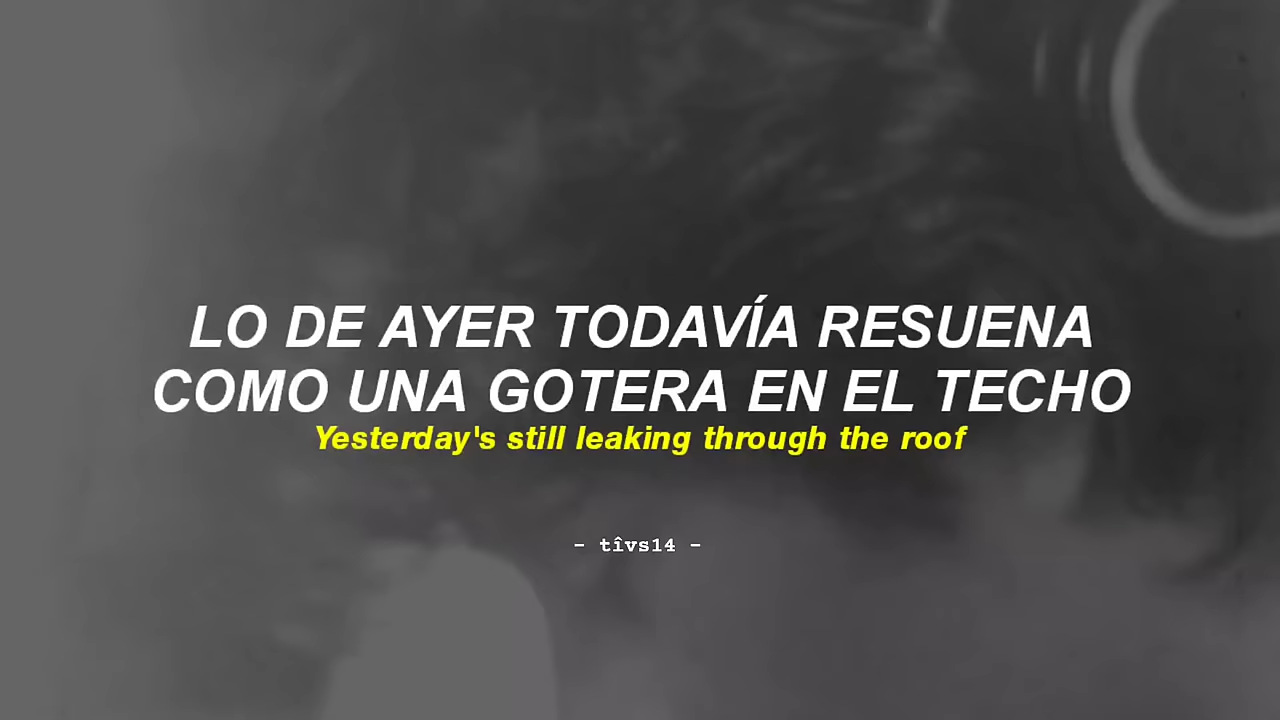 LO DE AYER TODAVÍA RESUENA
COMO UNA GOTERA EN EL TECHO
Yesterday's still leaking through the roof
- tîvs14 -